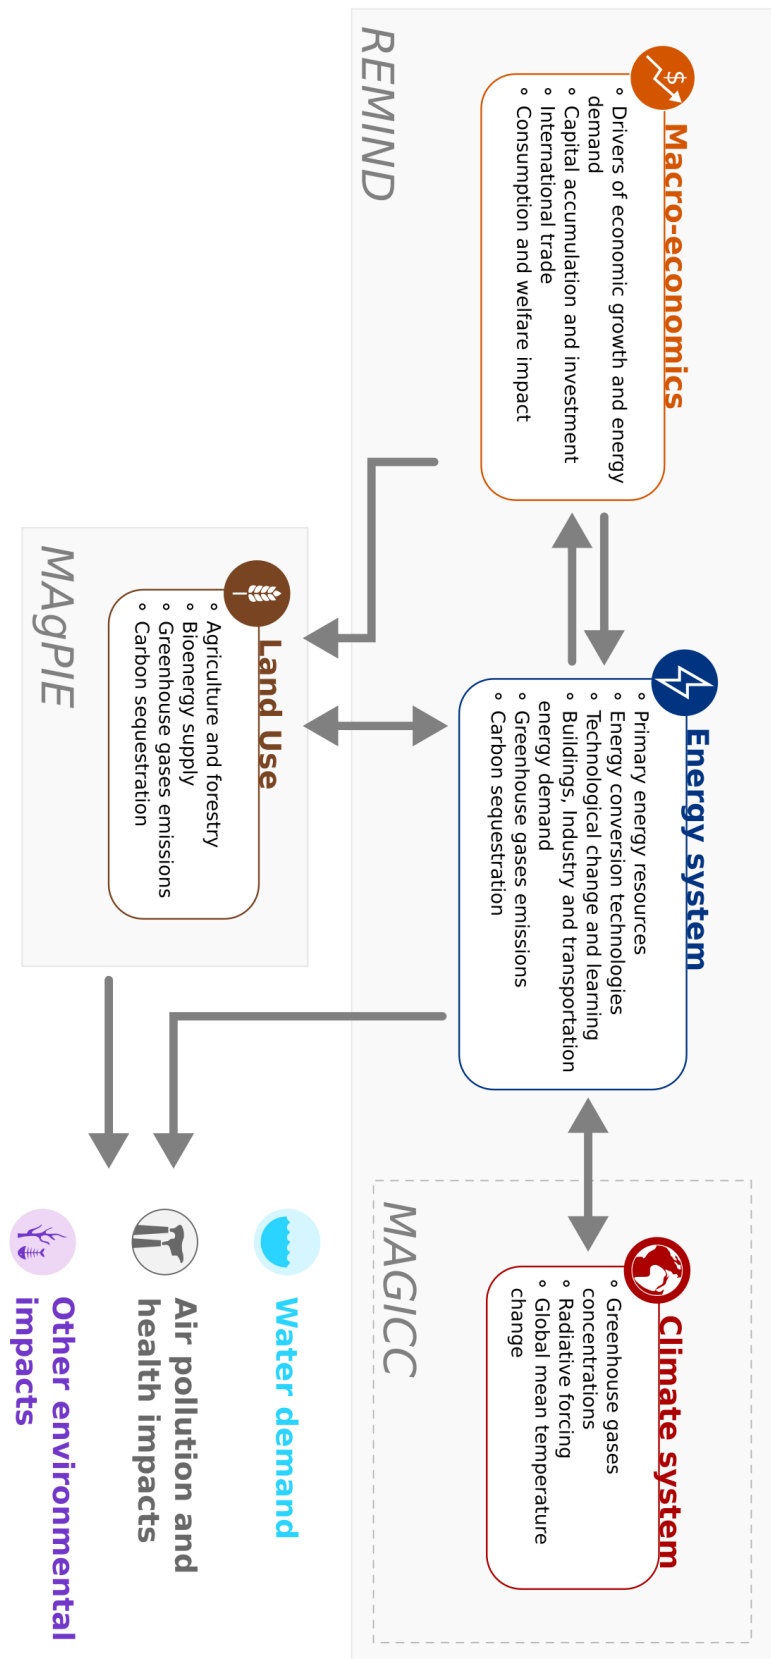 Macro-economics
Drivers of economic growth and energy
demand
Capital accumulation and investment
International trade
Consumption and welfare impact
REMIND
Energy system
Primary energy resources
Energy conversion technologies
Technological change and learning
Buildings, Industry and transportation
energy demand
Greenhouse gases emissions
Carbon sequestration
Climate system
Greenhouse gases
concentrations
Radiative forcing
Global mean temperature
change
MAGICC
Land Use
Agriculture and forestry
Bioenergy supply
Greenhouse gases emissions
Carbon sequestration
MAgPIE
Water demand
Air pollution and
health impacts
Other environmental
impacts